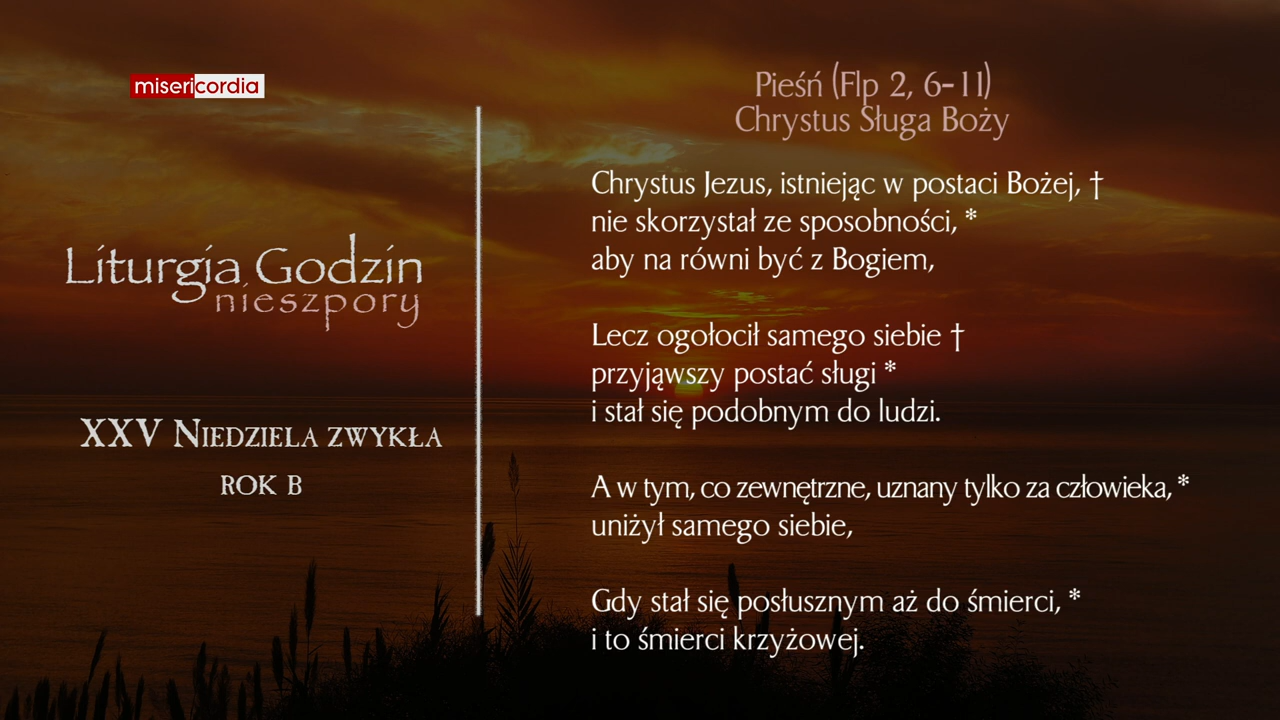 misericordia
Liturgia Godzin
nieszpory
XXV Niedziela zwykła
rok B
Pieśń (Flp 2, 6-11)
Chrystus Sługa Boży
Chrystus Jezus, istniejąc w postaci Bożej, †
nie skorzystał ze sposobności, *
aby na równi być z Bogiem,
Lecz ogołocił samego siebie †
przyjąwszy postać sługi *
i stał się podobnym do ludzi.
A w tym, co zewnętrzne, uznany tylko za człowieka, *
uniżył samego siebie,
Gdy stał się posłusznym aż do śmierci, *
i to śmierci krzyżowej.